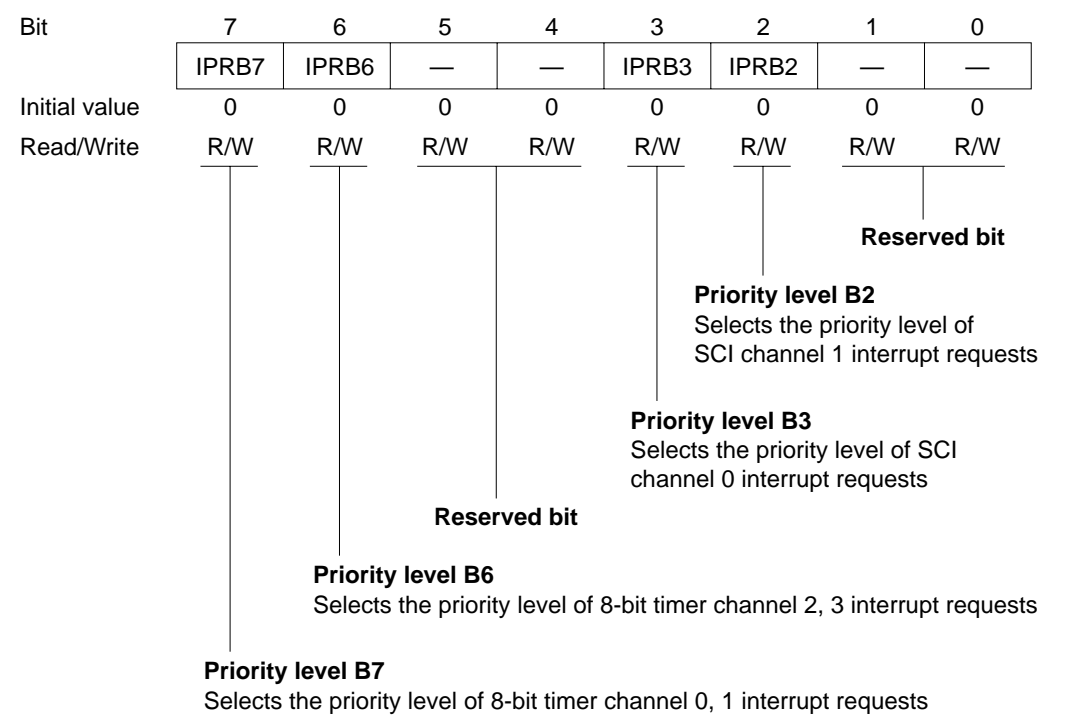 Bit 7 6 5 4 3 2 1 0
IPRB7 IPRB6 — — IPRB3 IPRB2 — —
Initial value 0 0 0 0 0 0 0 0
Read/Write R/W R/W R/W R/W R/W R/W R/W R/W
Reserved bit
Priority level B2
Selects the priority level of
SCI channel 1 interrupt requests
Priority level B3
Selects the priority level of SCI
channel 0 interrupt requests
Reserved bit
Priority level B6
Selects the priority level of 8-bit timer channel 2, 3 interrupt requests
Priority level B7
Selects the priority level of 8-bit timer channel 0, 1 interrupt requests